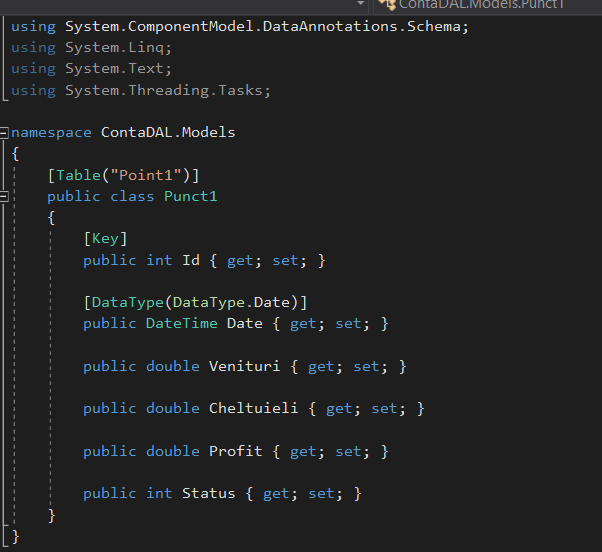 ContaDAL.Models.Punct1
using System.ComponentModel.DataAnnotations.Schema;
using System.Linq;
using System.Text;
using System.Threading.Tasks;
namespace ContaDAL.Models
{
[Table("Point1")]
public class Punct1
{
[Key]
public int Id { get; set; }
[DataType(DataType.Date)]
public DateTime Date { get; set; }
public double Venituri { get; set; }
public double Cheltuieli { get; set; }
public double Profit { get; set; }
public int Status { get; set; }
}
}